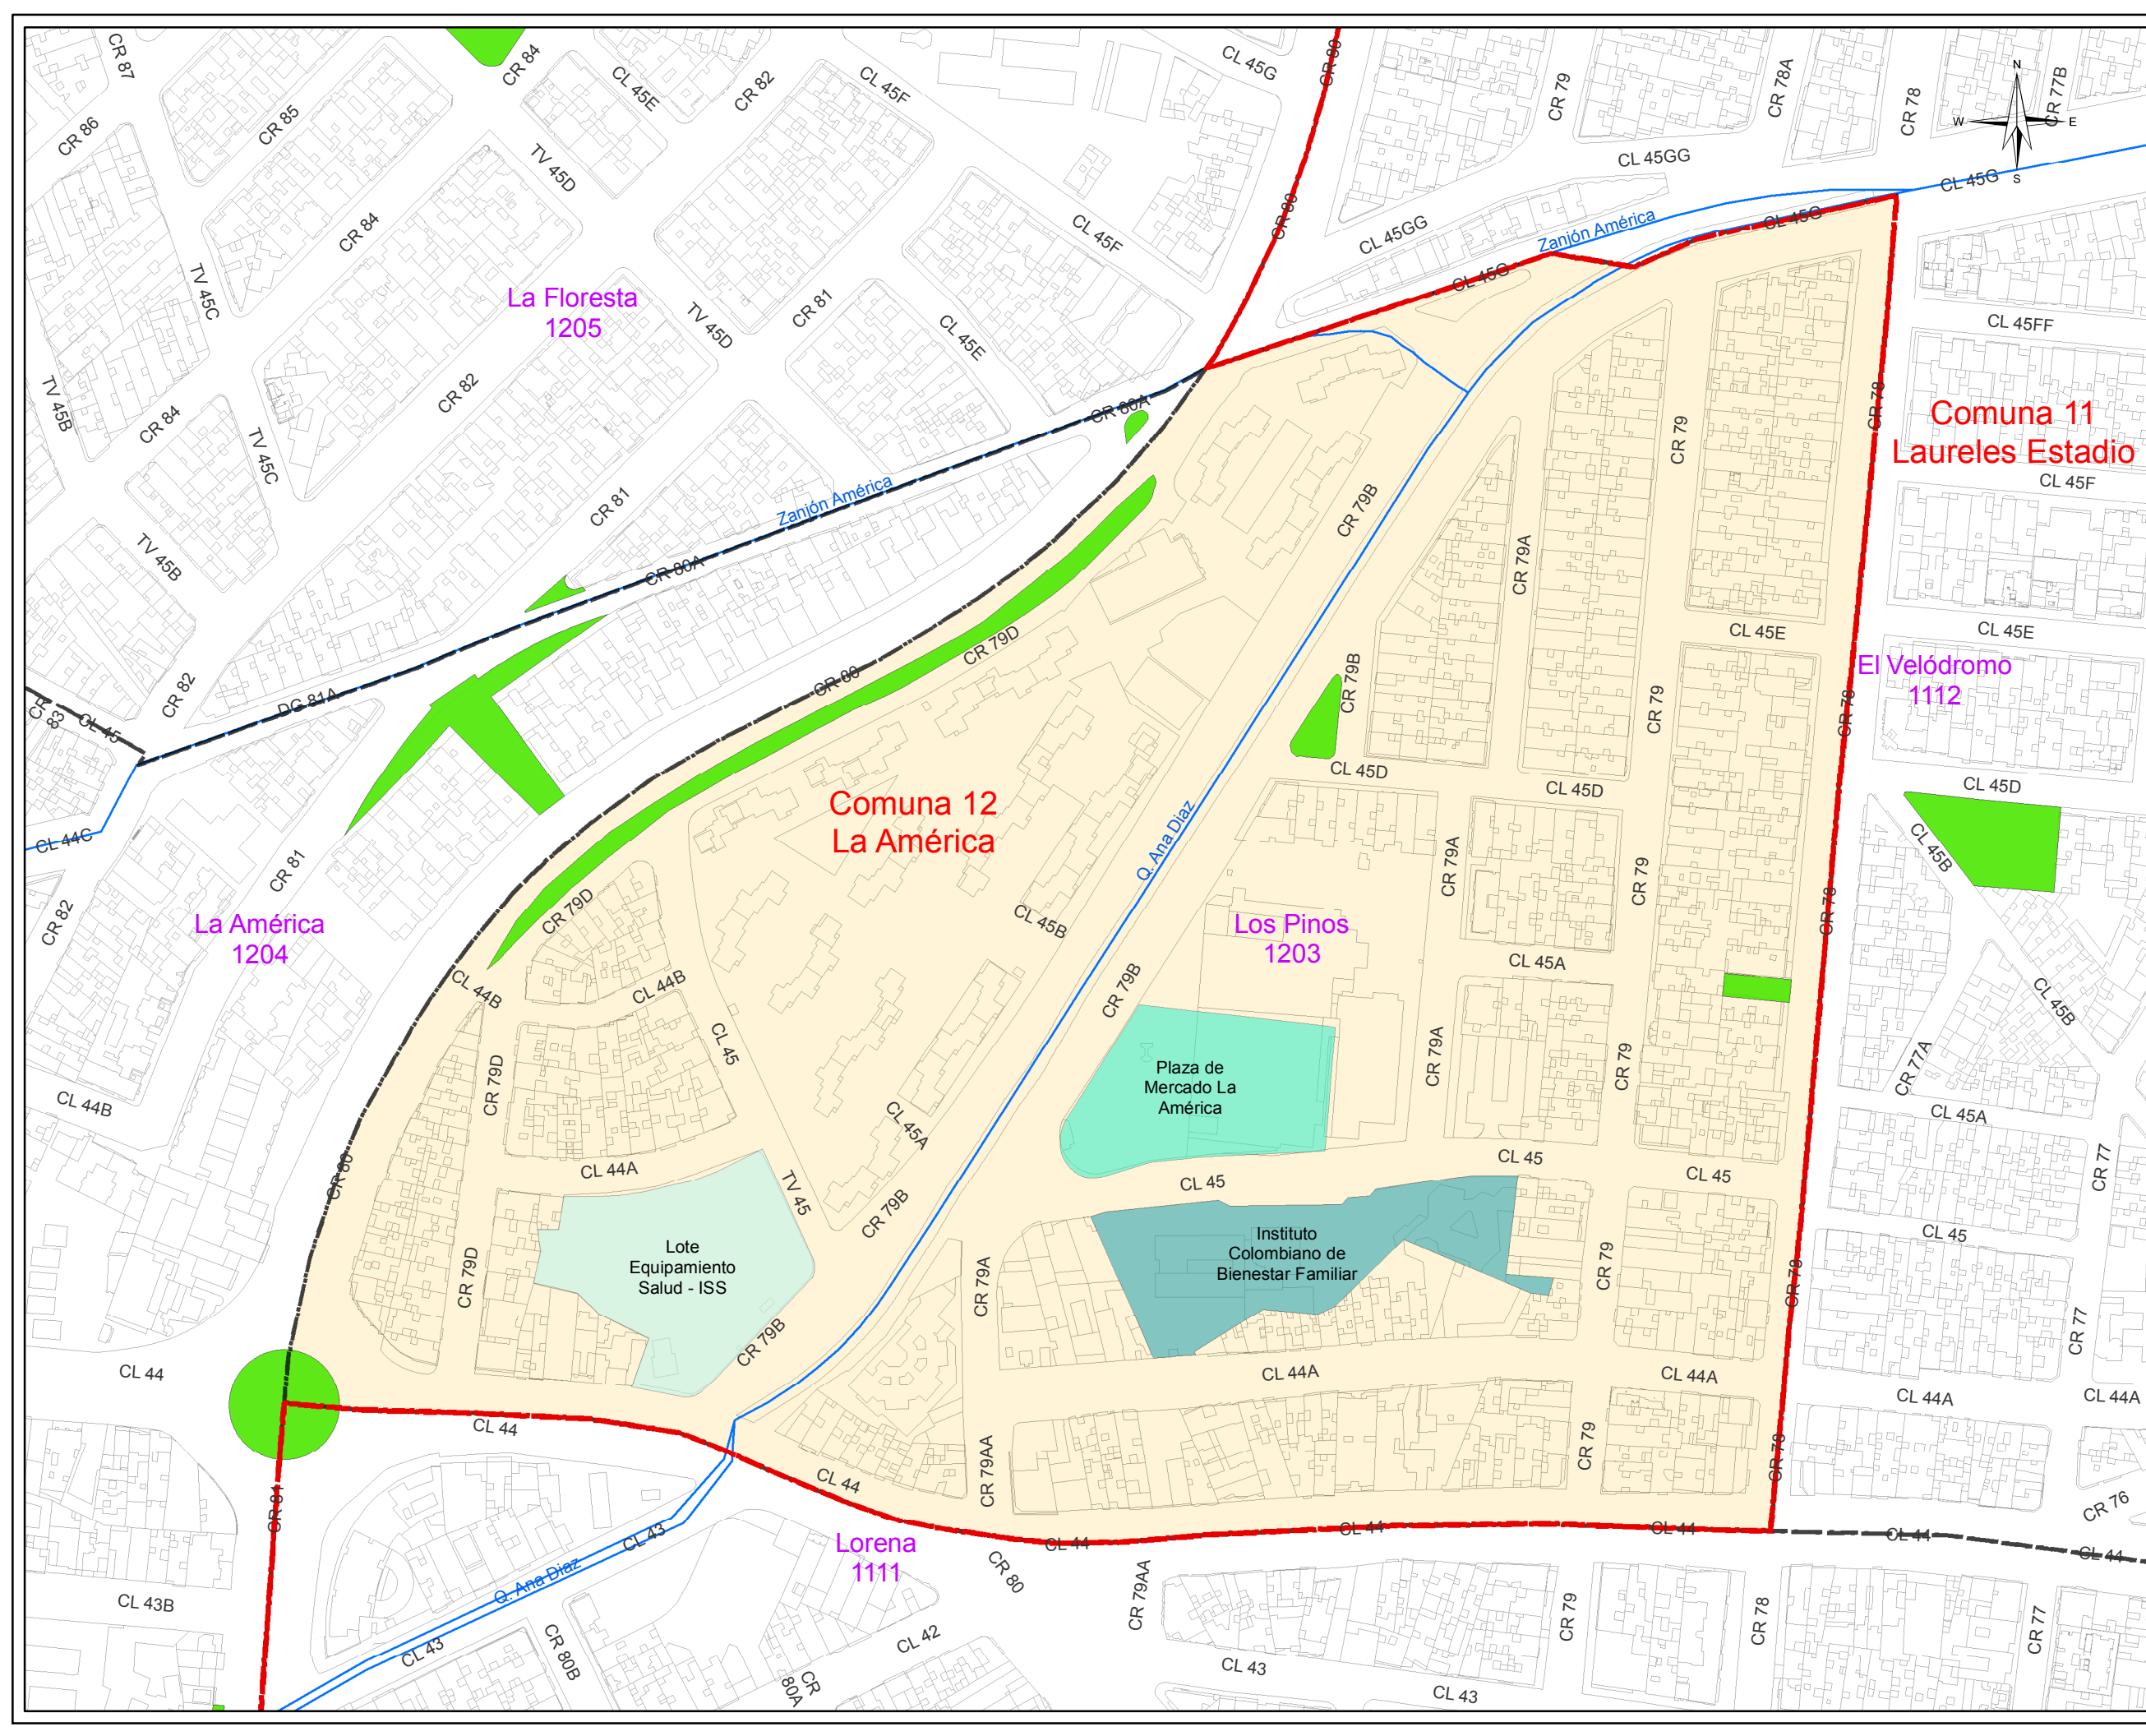 CR 87
CR 84
CL 45E
CR 82
CL 45F
CL 45G
CR 80
CR 79
CR 78A
CR 78
CR 77B
N
W
E
S
CR 86
CR 85
TV 45D
CL 45GG
CL 45G
CR 84
TV 45C
CR 80
CL 45F
CL 45GG
Zanjón América
CL 45G
CL 45G
La Floresta
1205
TV 45D
CR 81
CL 45E
CL 45FF
TV 45B
CR 84
CR 82
TV 45C
CR 80A
CR 79
CR 78
Comuna 11
Laureles Estadio
CL 45F
Zanjón América
CR 81
CR 79B
TV 45B
CR 80A
CR 79A
CL 45E
CL 45E
CR 79D
CR 80
CR 79B
El Velódromo
1112
CR 82
DG 81A
CR
83
CL 45
CR 79
CR 78
CL 45D
CL 45D
CL 45D
Comuna 12
La América
Q. Ana Diaz
CL 44C
CR 81
CL 45B
CR 79A
CR 79
CR 78
CR 82
La América
1204
CR 79D
CL 45B
Los Pinos
1203
CL 45A
CL 44B
CL 44B
CR 79B
CL 45B
CL 45
Plaza de
Mercado La
América
CR 79D
CR 79A
CR 79
CR 77A
CL 44B
CL 45A
CL 45A
CL 44A
CR 80
TV 45
CL 45
CL 45
CL 45
CR 77
CR 79B
CL 45
Lote
Equipamiento
Salud - ISS
Instituto
Colombiano de
Bienestar Familiar
CR 79D
CR 79A
CR 79
CR 78
CR 77
CR 79B
CL 44
CL 44A
CL 44A
CL 44A
CL 44A
CL 44
CL 44
CR 79AA
CR 79
CR 78
CR 81
CL 43
Lorena
1111
CL 44
CL 44
CL 44
CL 44
CL 44
CR 76
Q. Ana Diaz
CR 80
CR 79AA
CL 43B
CR 79
CR 78
CR 77
CL 43
CR 80B
CL 42
CR
80A
CL 43
CL 43